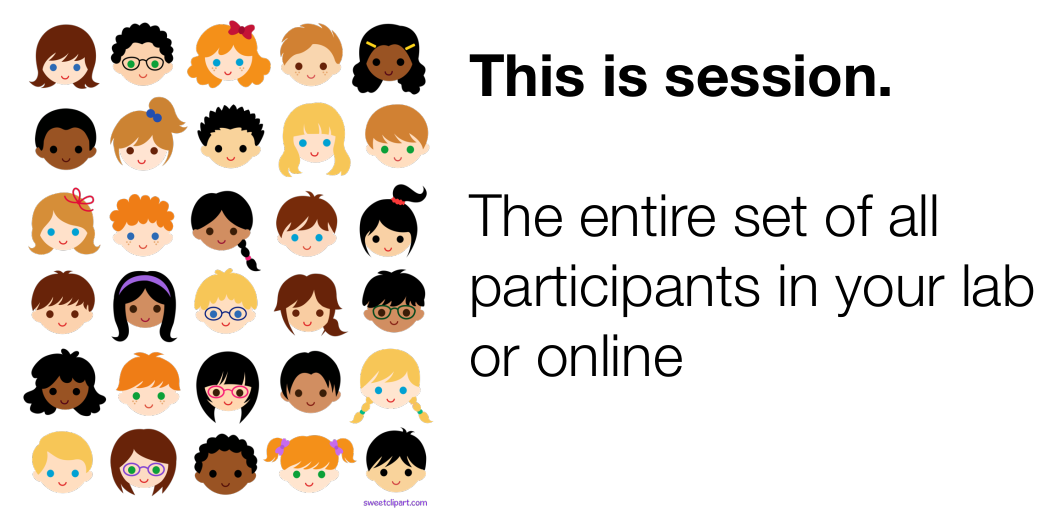 This is session.
The entire set of all
participants in your lab
or online
sweetclipart.com